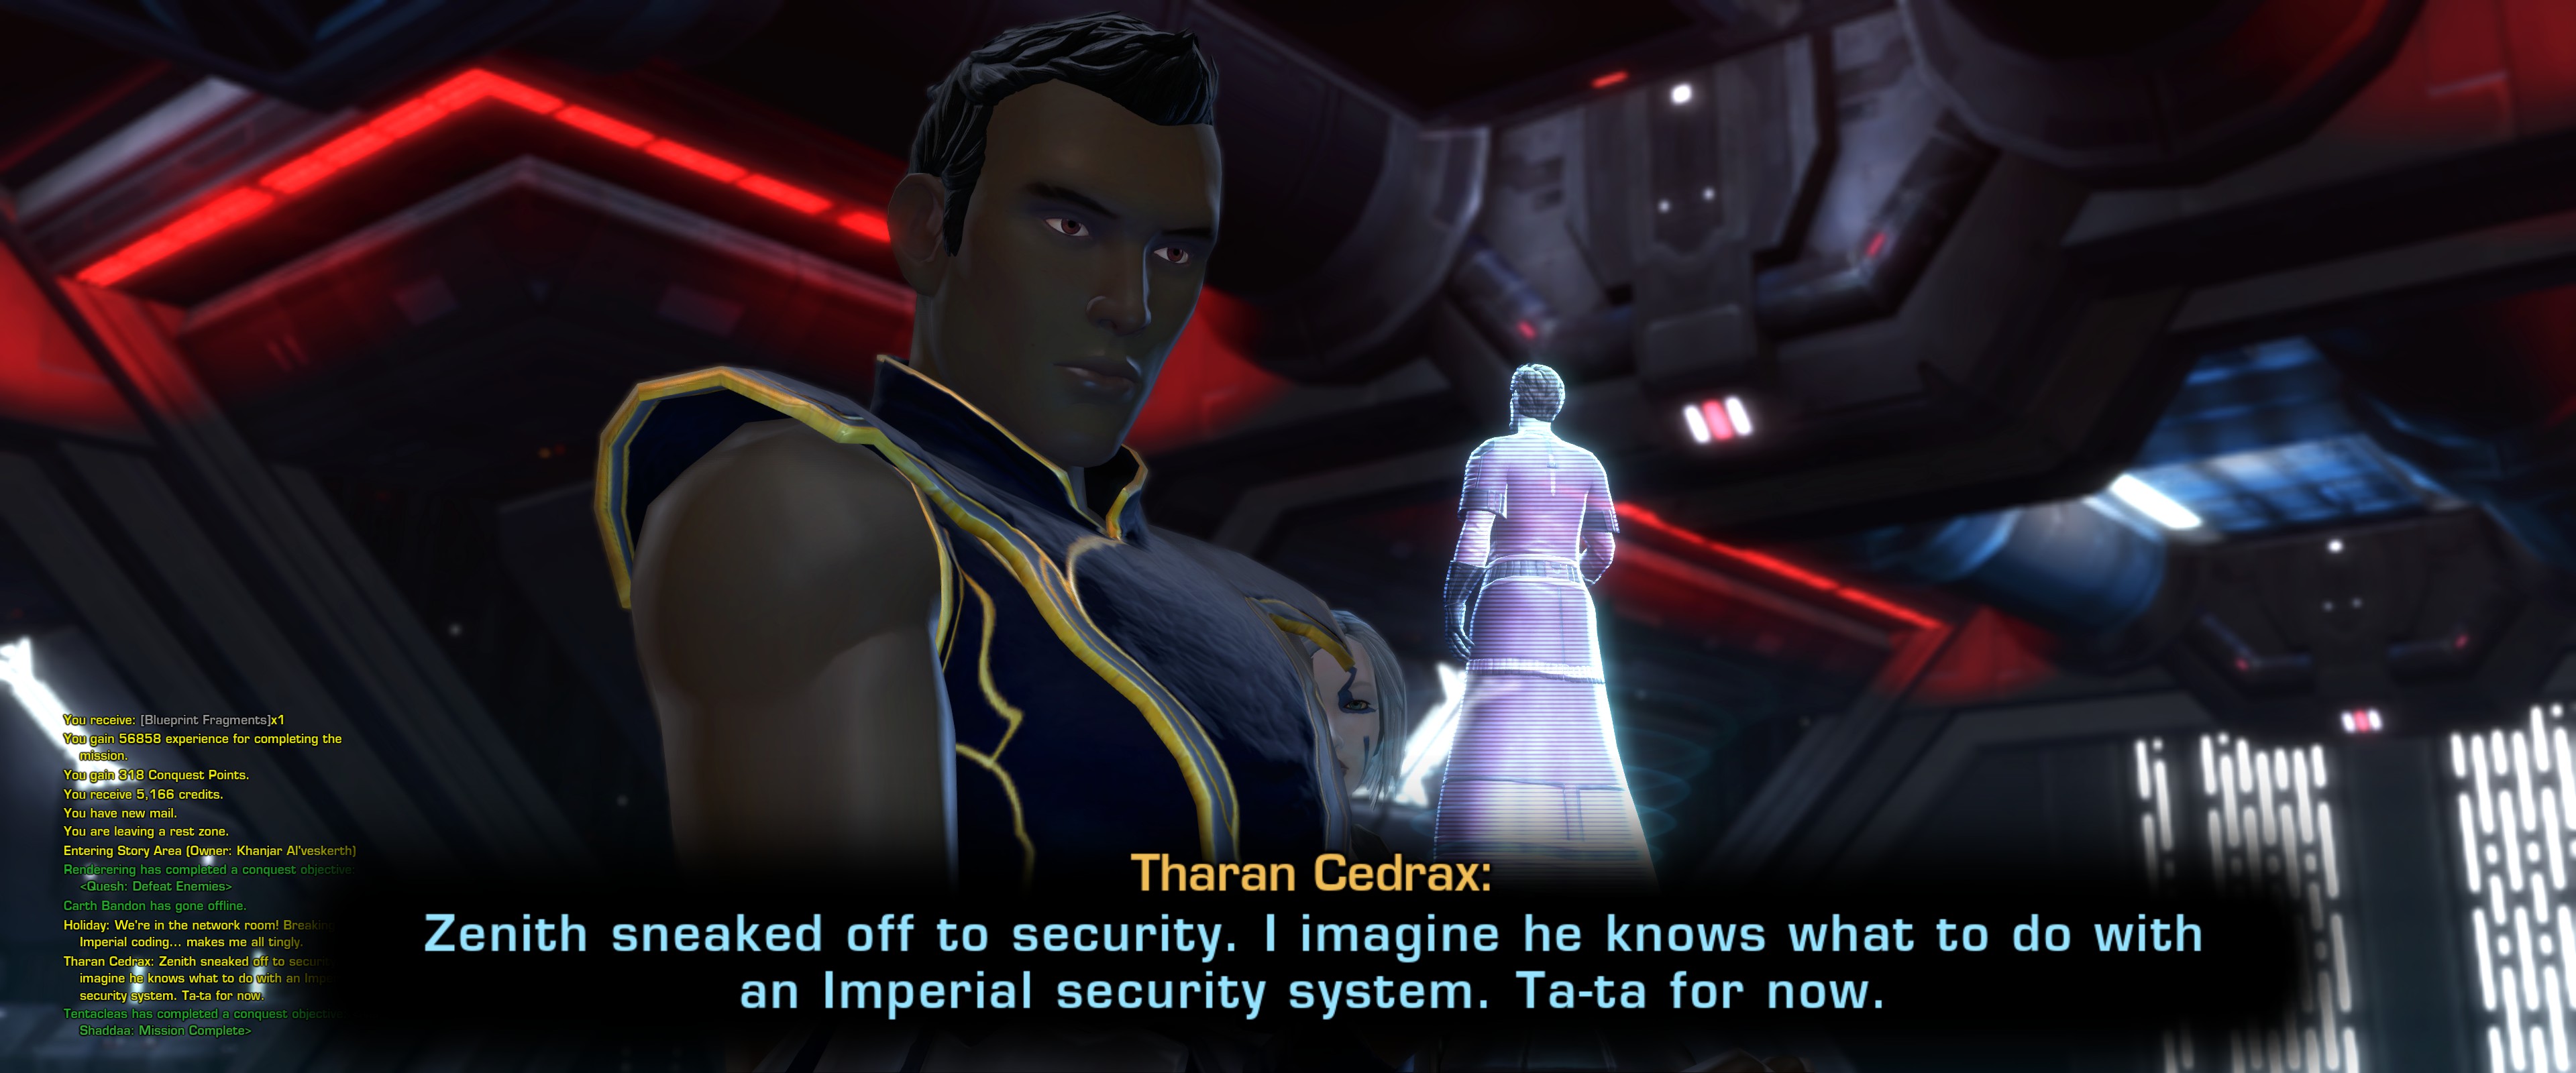 You receive: [Blueprint Fragments]x1
You gain 56858 experience for completing the
mission.
You gain 318 Conquest Points.
You receive 5,166 credits.
You have new mail.
You are leaving a rest zone.
Entering Story Area (Owner: Khanjar Al'veskerth)
Renderering has completed a conquest objective:
<Quesh: Defeat Enemies>
Carth Bandon has gone offline.
Holiday: We're in the network room! Breaking
Imperial coding... makes me all tingly.
Tharan Cedrax: Zenith sneaked off to
imagine he knows what to do with an
security system. Ta-ta for now.
Tentacleas has completed a conquest
Shaddaa: Mission Complete>
Tharan Cedrax:
Zenith sneaked off to security. I imagine he knows what to do with
an Imperial security system. Ta-ta for now.